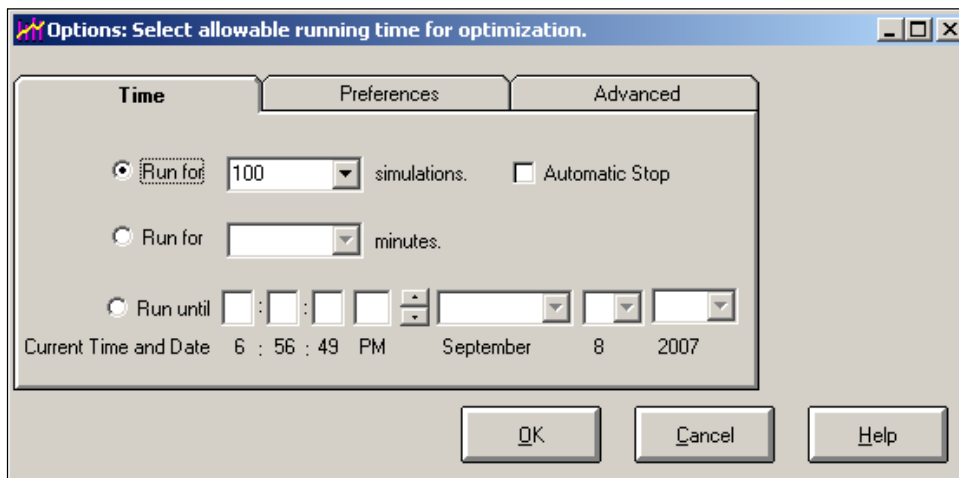 Options: Select allowable running time for optimization.
Time Preferences Advanced
Run for 100 simulations. Automatic Stop
Run for minutes.
Run until : :
Current Time and Date 6 : 56 : 49 PM September 8 2007
OK Cancel Help